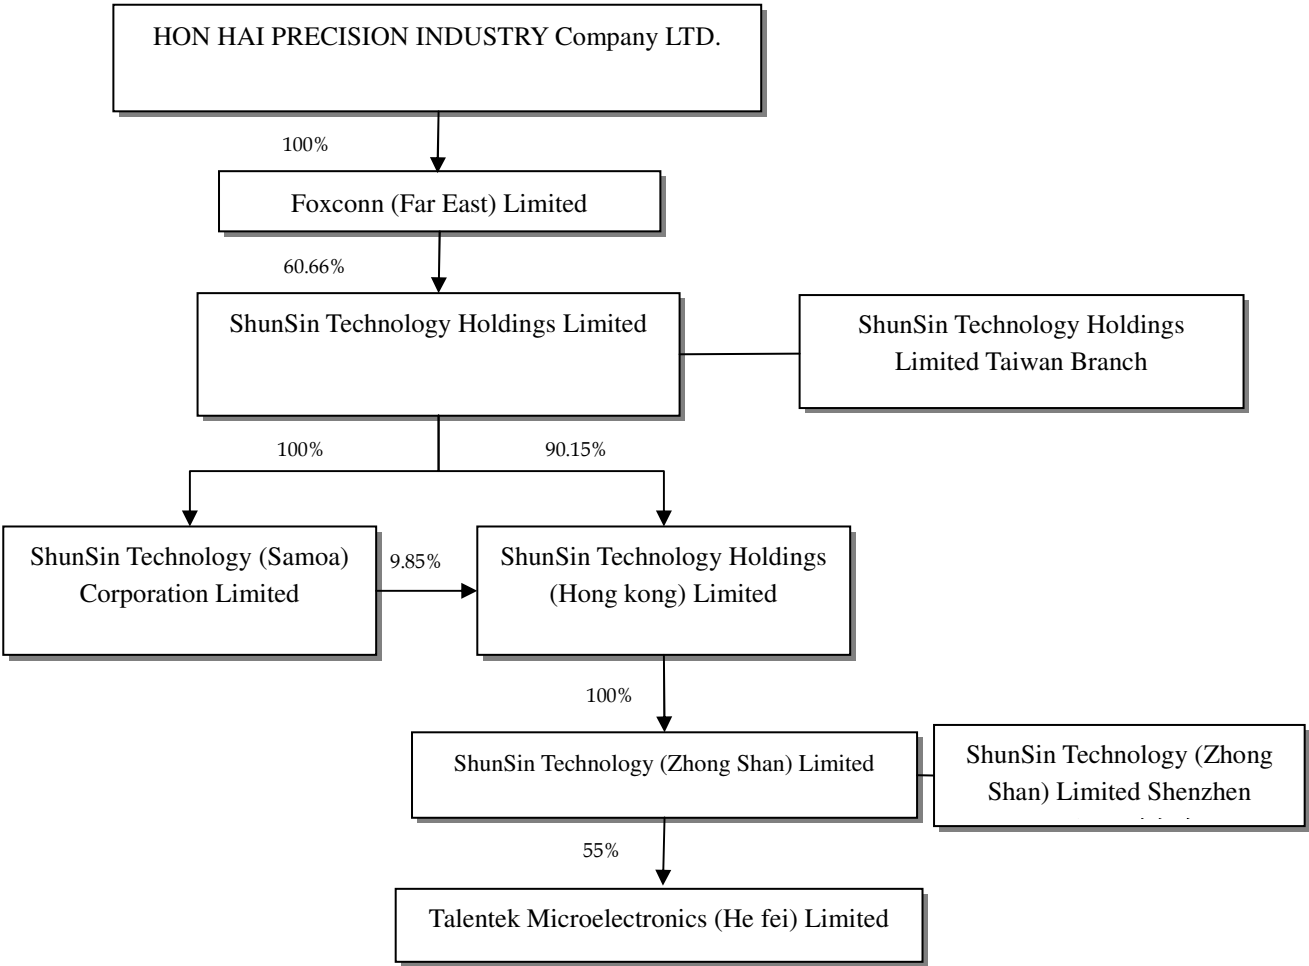 HON HAI PRECISION INDUSTRY Company LTD.
100%
Foxconn (Far East) Limited
60.66%
ShunSin Technology Holdings Limited
ShunSin Technology Holdings
Limited Taiwan Branch
100%
90.15%
ShunSin Technology (Samoa)
Corporation Limited
9.85%
ShunSin Technology Holdings
(Hong kong) Limited
100%
ShunSin Technology (Zhong Shan) Limited
ShunSin Technology (Zhong
Shan) Limited Shenzhen
55%
Talentek Microelectronics (He fei) Limited